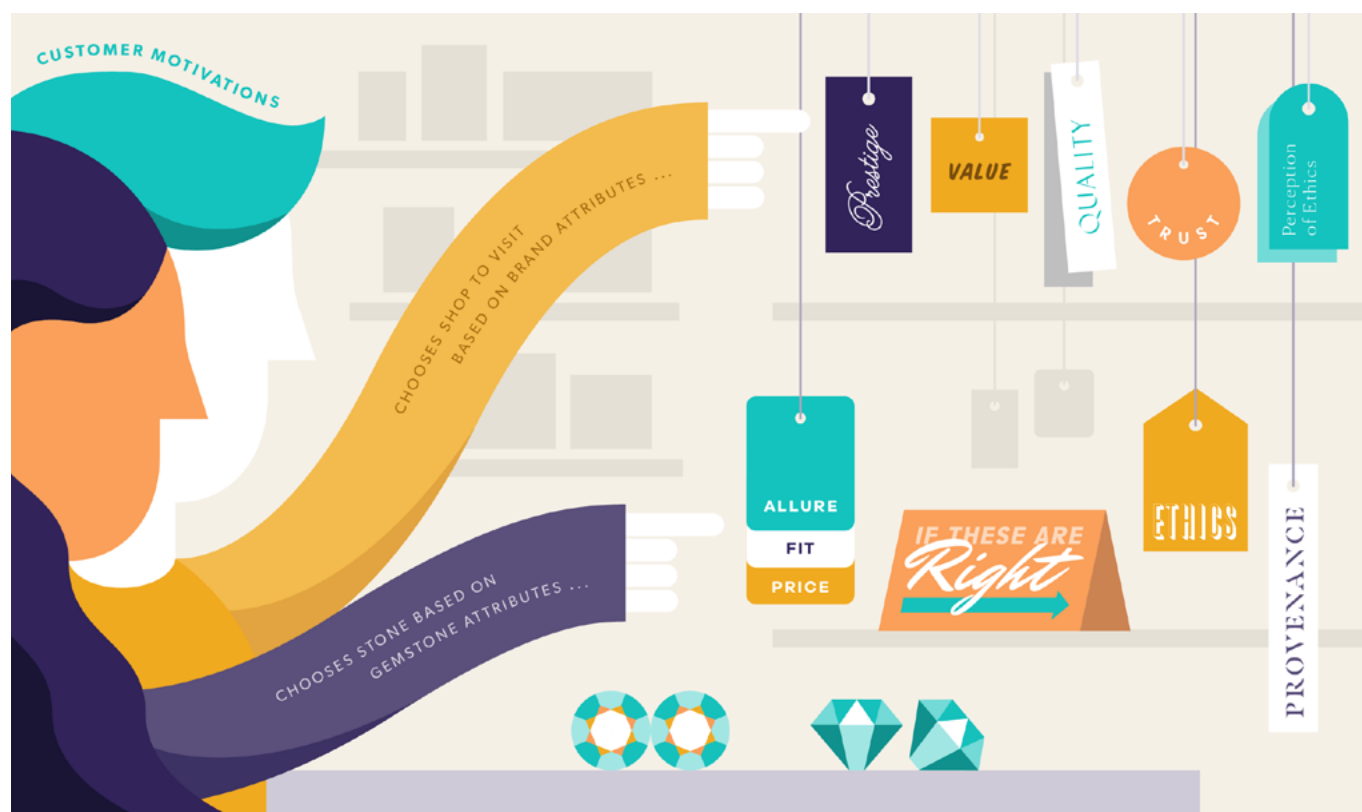 CUSTOMER MOTIVATIONS
CHOOSES SHOP TO VISIT
BASED ON BRAND ATTRIBUTES ...
Prestige
VALUE
QUALITY
TRUST
Perception
of Ethics
CHOOSES STONE BASED ON
GEMSTONE ATTRIBUTES ...
ALLURE
FIT
PRICE
IF THESE ARE
Right
ETHICS
PROVENANCE